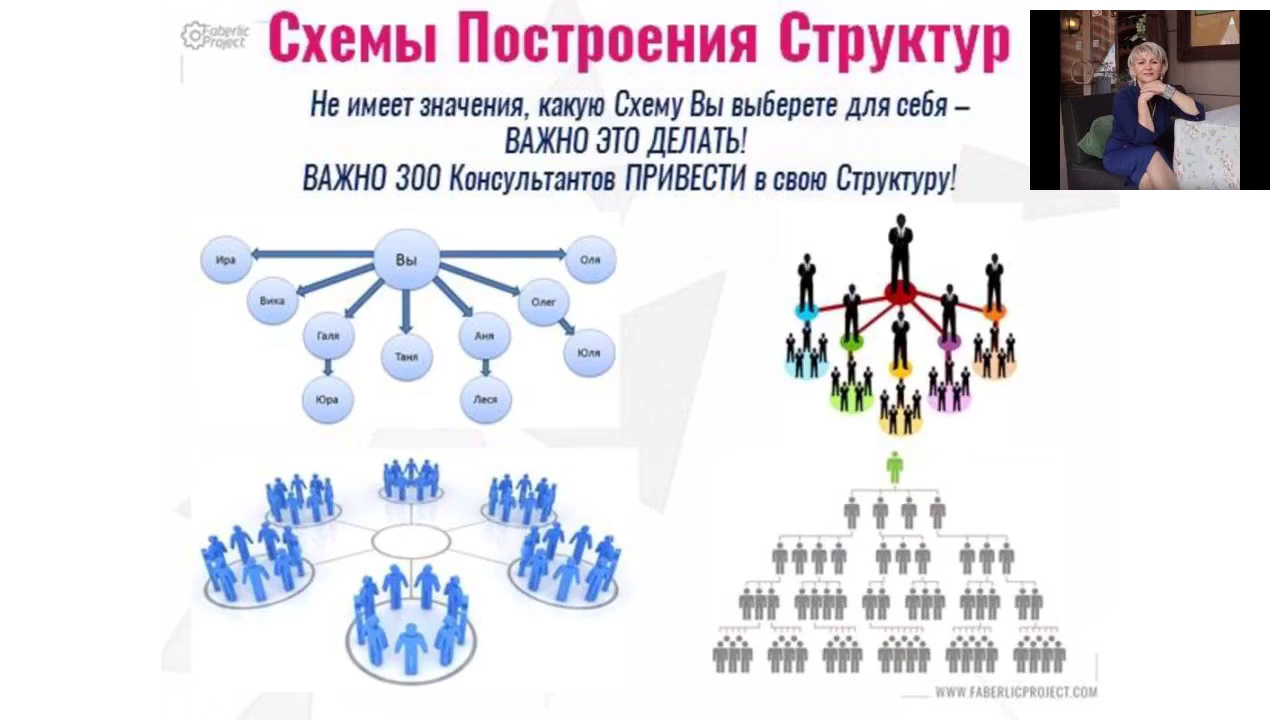 Faberlic
Project
Схемы Построения Структур
Не имеет значения, какую Схему Вы выберете для себя –
ВАЖНО ЭТО ДЕЛАТЬ!
ВАЖНО 300 Консультантов ПРИВЕСТИ в свою Структуру!
Ира
Вы
Оля
Вика
Олег
Галя
Таня
Аня
Юля
Юра
Леся
WWW.FABERLICPROJECT.COM